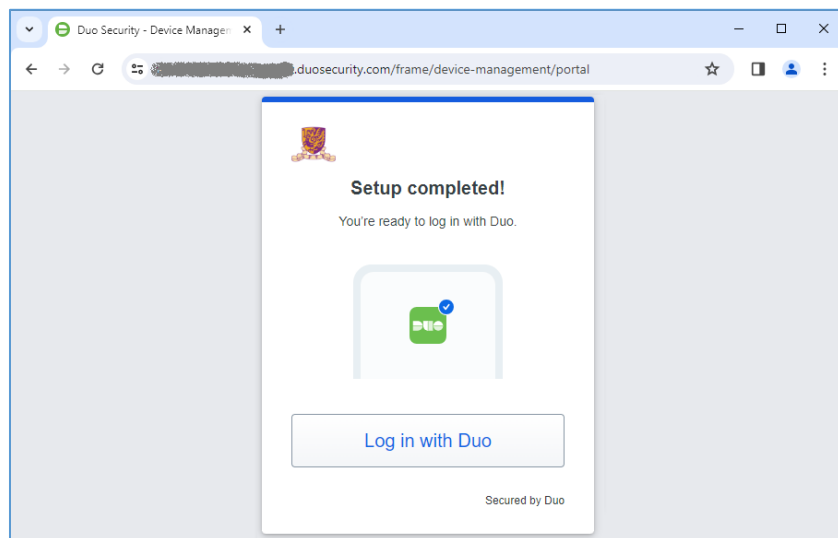 Duo Security - Device Managen
.duosecurity.com/frame/device-management/portal
Setup completed!
You're ready to log in with Duo.
DUO
Log in with Duo
Secured by Duo